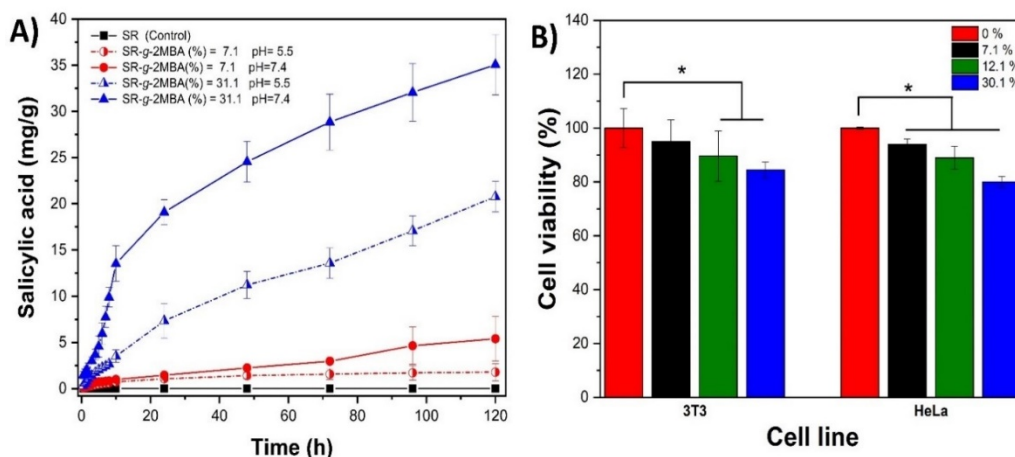 A)
SR (Control)
SR-g-2MBA (%) = 7.1 pH= 5.5
SR-g-2MBA (%) = 7.1 pH=7.4
SR-g-2MBA(%) = 31.1 pH=5.5
SR-g-2MBA(%) = 31.1 pH=7.4
Salicylic acid (mg/g)
40
35
30
25
20
15
10
5
0
0 20 40 60 80 100 120
Time (h)
B)
0 %
7.1 %
12.1 %
30.1 %
* *
Cell viability (%)
140
120
100
80
60
40
20
0
3T3 HeLa
Cell line